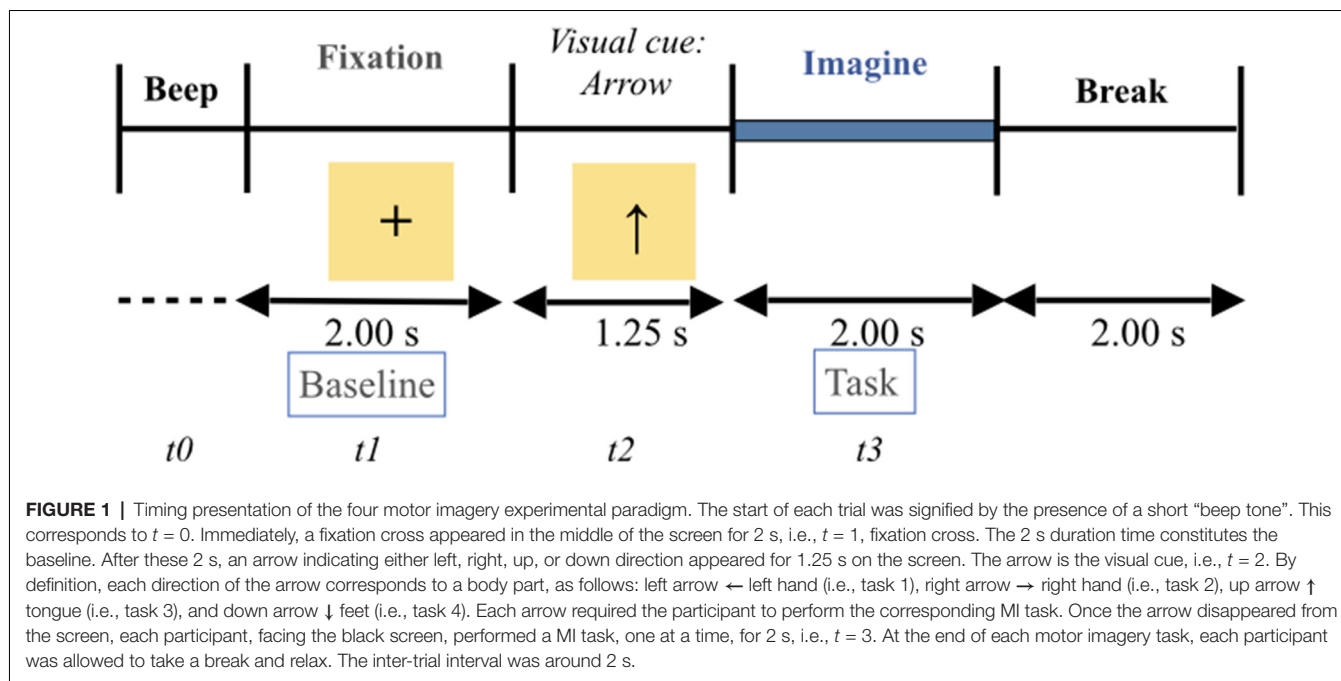 Beep
Fixation
Visual cue:
Arrow
Imagine
Break
+
↑
2.00 s
1.25 s
2.00 s
2.00 s
Baseline
Task
t0
t1
t2
t3
FIGURE 1 | Timing presentation of the four motor imagery experimental paradigm. The start of each trial was signified by the presence of a short “beep tone”. This
corresponds to t = 0. Immediately, a fixation cross appeared in the middle of the screen for 2 s, i.e., t = 1, fixation cross. The 2 s duration time constitutes the
baseline. After these 2 s, an arrow indicating either left, right, up, or down direction appeared for 1.25 s on the screen. The arrow is the visual cue, i.e., t = 2. By
definition, each direction of the arrow corresponds to a body part, as follows: left arrow ← left hand (i.e., task 1), right arrow → right hand (i.e., task 2), up arrow ↑
tongue (i.e., task 3), and down arrow ↓ feet (i.e., task 4). Each arrow required the participant to perform the corresponding MI task. Once the arrow disappeared from
the screen, each participant, facing the black screen, performed a MI task, one at a time, for 2 s, i.e., t = 3. At the end of each motor imagery task, each participant
was allowed to take a break and relax. The inter-trial interval was around 2 s.